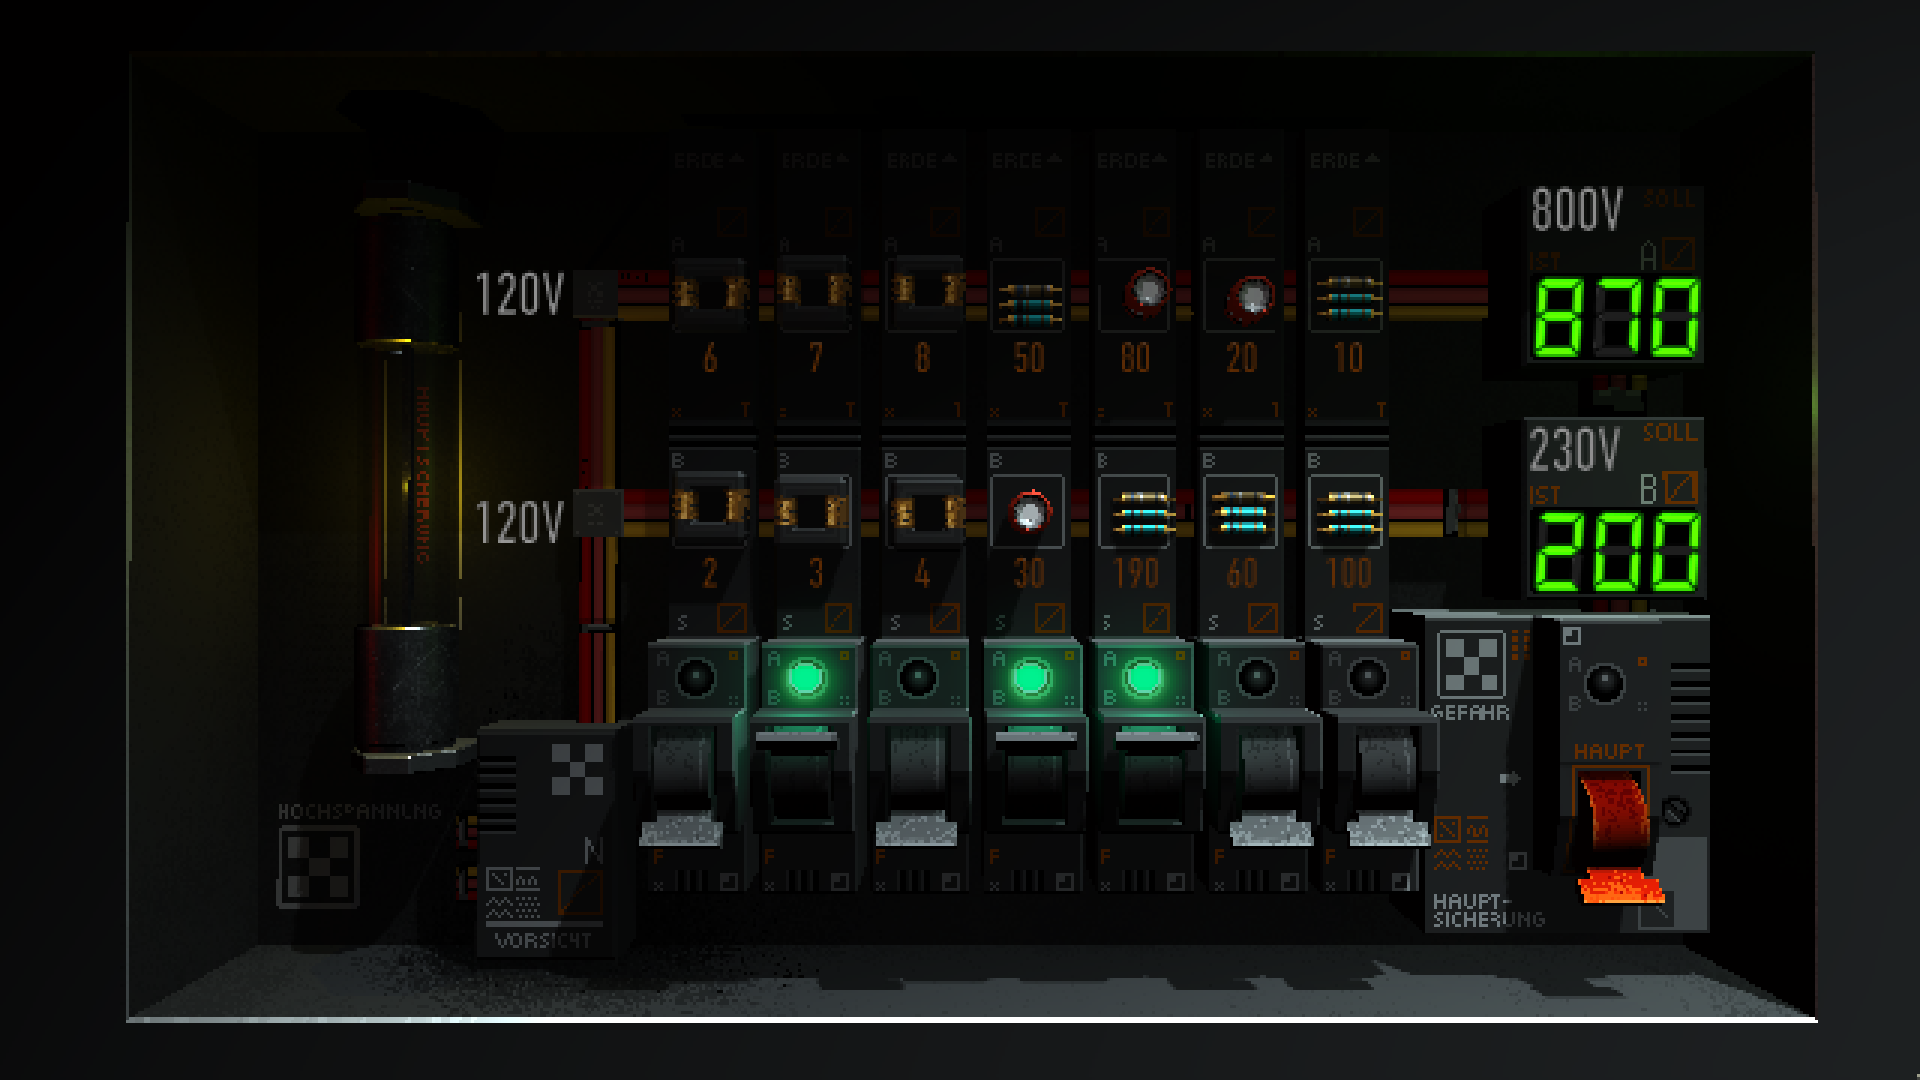 ERDE ERDE ERDE ERCE ERDE ERDE ERDE
800V SOLL
A A A A A A A
IST A
120V
870
6 7 8 50 80 20 10
230V SOLL
B B B B B B B
IST B
120V
200
2 3 4 30 190 60 100
S S S S S S S
HAUPTSICHERUNG
A A A A A A A A
B B B B B B B B
GEFAHR
HAUPT
HOCHSPANNUNG
N
F F F F F F F
HAUPT-
SICHERUNG
VORSICHT